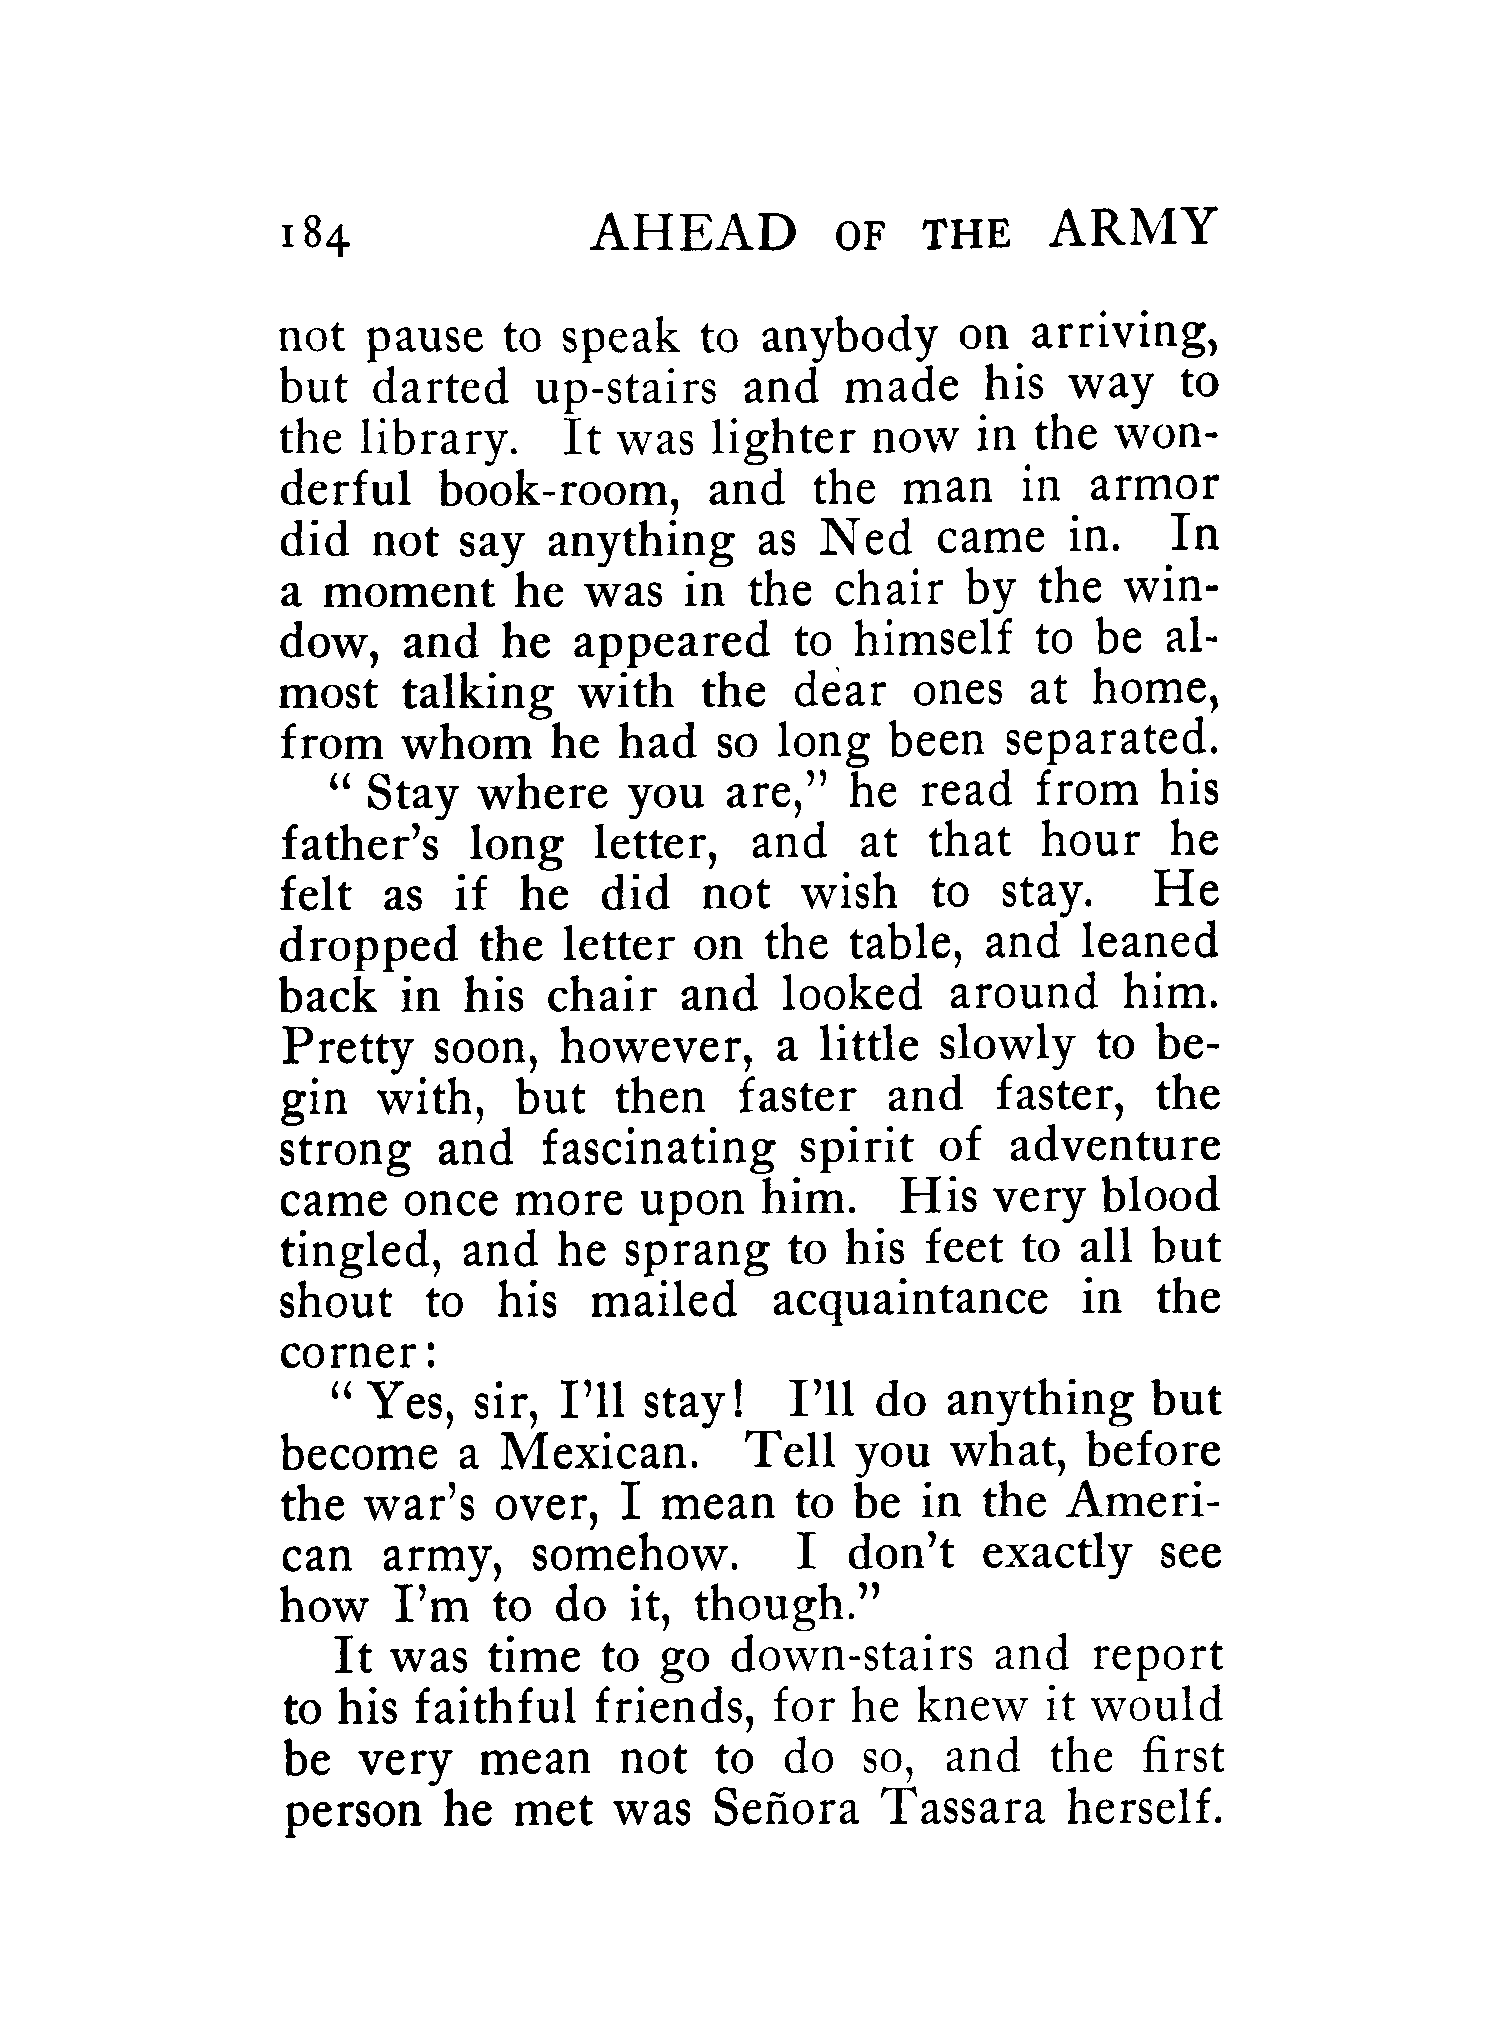 184 AHEAD OF THE ARMY
not pause to speak to anybody on arriving,
but darted up-stairs and made his way to
the library. It was lighter now in the won-
derful book-room, and the man in armor
did not say anything as Ned came in. In
a moment he was in the chair by the win-
dow, and he appeared to himself to be al-
most talking with the dear ones at home,
from whom he had so long been separated.
“ Stay where you are,” he read from his
father’s long letter, and at that hour he
felt as if he did not wish to stay. He
dropped the letter on the table, and leaned
back in his chair and looked around him.
Pretty soon, however, a little slowly to be-
gin with, but then faster and faster, the
strong and fascinating spirit of adventure
came once more upon him. His very blood
tingled, and he sprang to his feet to all but
shout to his mailed acquaintance in the
corner:
“ Yes, sir, I’ll stay! I’ll do anything but
become a Mexican. Tell you what, before
the war’s over, I mean to be in the Ameri-
can army, somehow. I don’t exactly see
how I’m to do it, though.”
It was time to go down-stairs and report
to his faithful friends, for he knew it would
be very mean not to do so, and the first
person he met was Señora Tassara herself.